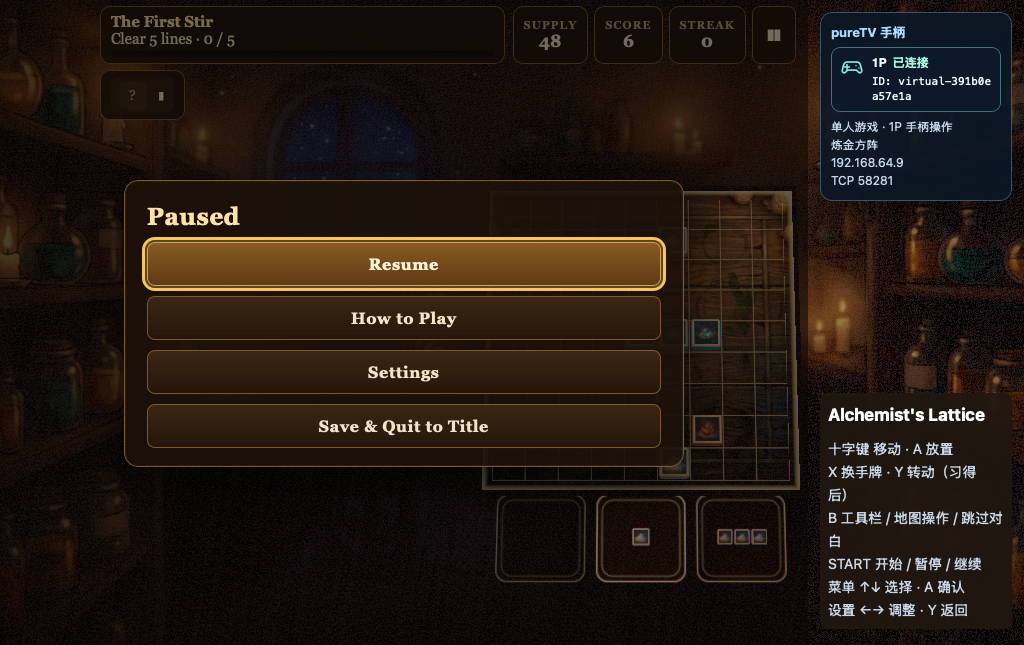 The First Stir
Clear 5 lines · 0 / 5
SUPPLY
48
SCORE
6
STREAK
0
?
Paused
Resume
How to Play
Settings
Save & Quit to Title
pureTV 手柄
1P 已连接
ID: virtual-391b0e
a57e1a
单人游戏 · 1P 手柄操作
炼金方阵
192.168.64.9
TCP 58281
Alchemist's Lattice
十字键 移动 · A 放置
X 换手牌 · Y 转动（习得
后）
B 工具栏 / 地图操作 / 跳过对
白
START 开始 / 暂停 / 继续
菜单 ↑↓ 选择 · A 确认
设置 ←→ 调整 · Y 返回